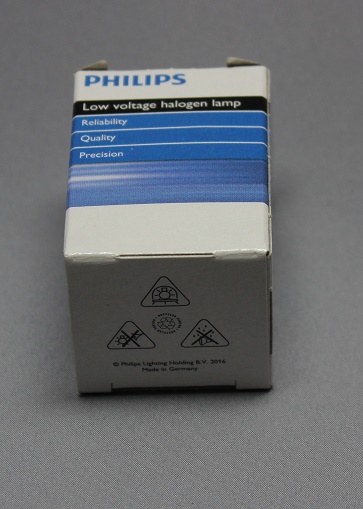 PHILIPS
Low voltage halogen lamp
Reliability
Quality
Precision
© Philips Lighting Holding B.V. 2016
Made in Germany